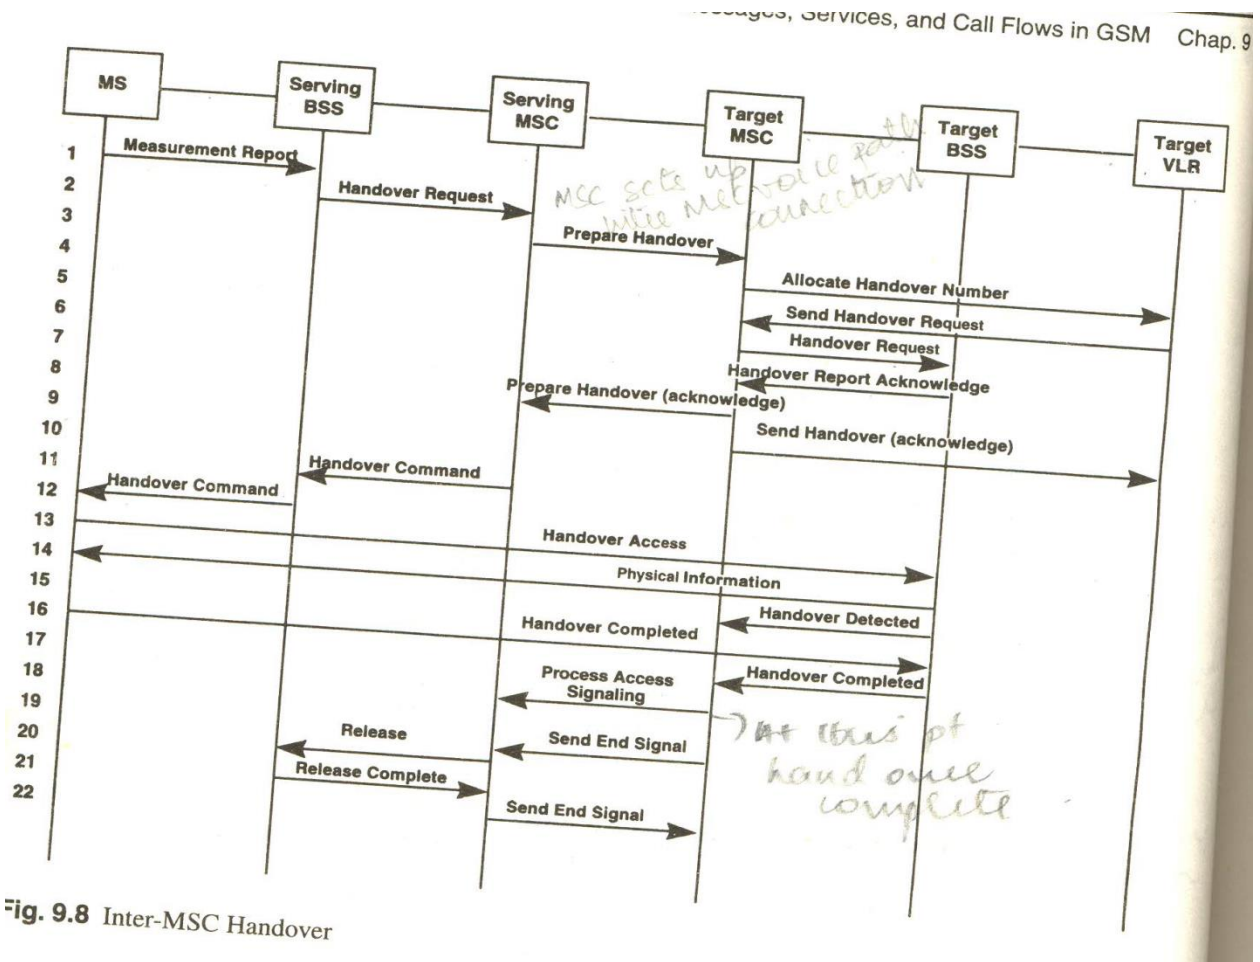 Services, and Call Flows in GSM Chap. 9
MS
Serving
BSS
Serving
MSC
Target
MSC
Target
BSS
Target
VLR
1
Measurement Report
2
Handover Request
3
MSC sets up
voice path
connection
4
Prepare Handover
5
Allocate Handover Number
6
Send Handover Request
7
Handover Request
8
Handover Report Acknowledge
9
Prepare Handover (acknowledge)
10
Send Handover (acknowledge)
11
Handover Command
12
Handover Command
13
Handover Access
14
Physical Information
15
Handover Detected
16
Handover Completed
17
Handover Completed
18
Process Access
Signaling
19
At this pt
hand over
complete
20
Release
Send End Signal
21
Release Complete
22
Send End Signal
Fig. 9.8 Inter-MSC Handover